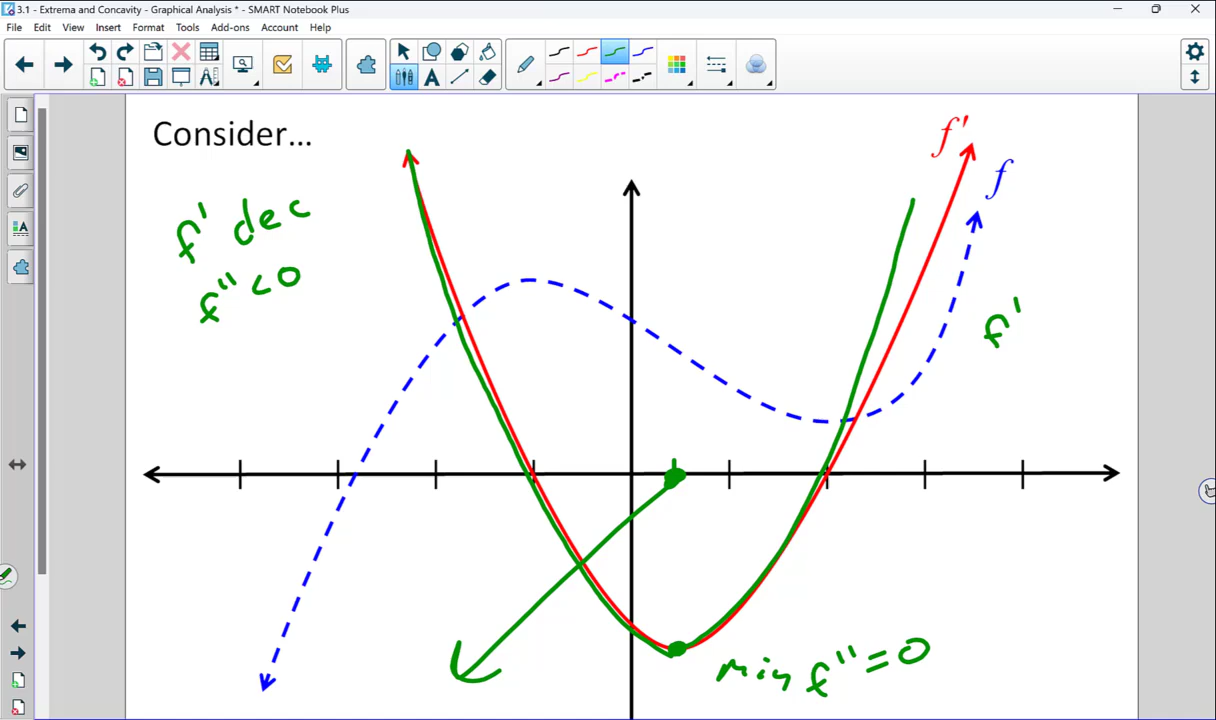 3.1 - Extrema and Concavity - Graphical Analysis * - SMART Notebook Plus
File Edit View Insert Format Tools Add-ons Account Help
Consider...
f'
f
f' dec
f'' < 0
f'
min f'' = 0